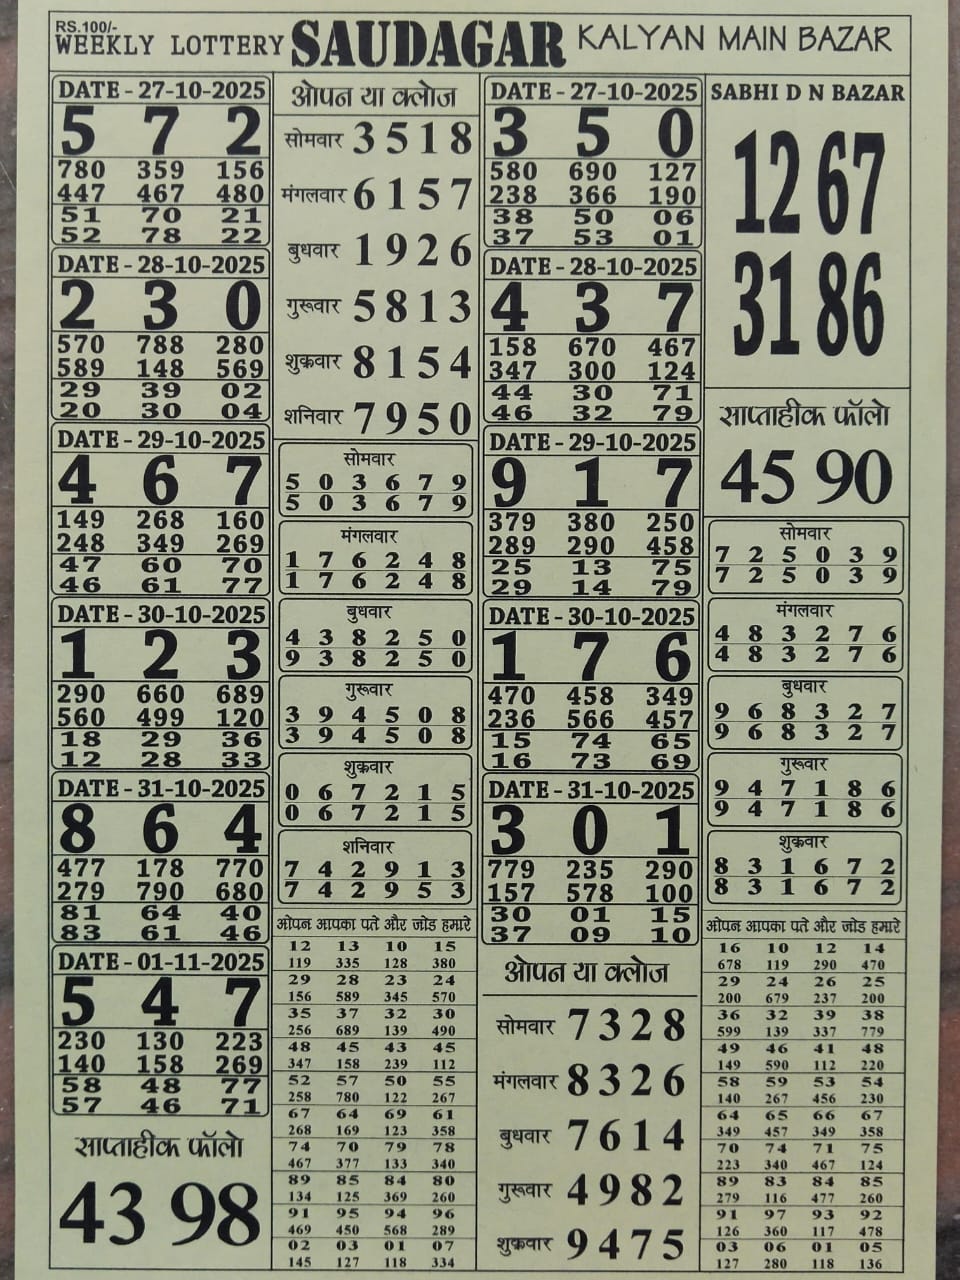 RS.100/-
WEEKLY LOTTERY SAUDAGAR KALYAN MAIN BAZAR
DATE - 27-10-2025
5 7 2
780 359 156
447 467 480
51 70 21
52 78 22
DATE - 28-10-2025
2 3 0
570 788 280
589 148 569
29 39 02
20 30 04
DATE - 29-10-2025
4 6 7
149 268 160
248 349 269
47 60 70
46 61 77
DATE - 30-10-2025
1 2 3
290 660 689
560 499 120
18 29 36
12 28 33
DATE - 31-10-2025
8 6 4
477 178 770
279 790 680
81 64 40
83 61 46
DATE - 01-11-2025
5 4 7
230 130 223
140 158 269
58 48 77
57 46 71
साप्ताहीक फॉलो
43 98
ओपन या क्लोज
सोमवार 3518
मंगलवार 6157
बुधवार 1926
गुरूवार 5813
शुक्रवार 8154
शनिवार 7950
सोमवार
5 0 3 6 7 9
5 0 3 6 7 9
मंगलवार
1 7 6 2 4 8
1 7 6 2 4 8
बुधवार
4 3 8 2 5 0
9 3 8 2 5 0
गुरूवार
3 9 4 5 0 8
3 9 4 5 0 8
शुक्रवार
0 6 7 2 1 5
0 6 7 2 1 5
शनिवार
7 4 2 9 1 3
7 4 2 9 5 3
ओपन आपका पते और जोड हमारे
12 13 10 15
119 335 128 380
29 28 23 24
156 589 345 570
35 37 32 30
256 689 139 490
48 45 43 45
347 158 239 112
52 57 50 55
258 780 122 267
67 64 69 61
268 169 123 358
74 70 79 78
467 377 133 340
89 85 84 80
134 125 369 260
91 95 94 96
469 450 568 289
02 03 01 07
145 127 118 334
DATE - 27-10-2025
3 5 0
580 690 127
238 366 190
38 50 06
37 53 01
DATE - 28-10-2025
4 3 7
158 670 467
347 300 124
44 30 71
46 32 79
DATE - 29-10-2025
9 1 7
379 380 250
289 290 458
25 13 75
29 14 79
DATE - 30-10-2025
1 7 6
470 458 349
236 566 457
15 74 65
16 73 69
DATE - 31-10-2025
3 0 1
779 235 290
157 578 100
30 01 15
37 09 10
ओपन या क्लोज
सोमवार 7328
मंगलवार 8326
बुधवार 7614
गुरूवार 4982
शुक्रवार 9475
SABHI D N BAZAR
12 67
31 86
साप्ताहीक फॉलो
45 90
सोमवार
7 2 5 0 3 9
7 2 5 0 3 9
मंगलवार
4 8 3 2 7 6
4 8 3 2 7 6
बुधवार
9 6 8 3 2 7
9 6 8 3 2 7
गुरूवार
9 4 7 1 8 6
9 4 7 1 8 6
शुक्रवार
8 3 1 6 7 2
8 3 1 6 7 2
ओपन आपका पते और जोड हमारे
16 10 12 14
678 119 290 470
29 24 26 25
200 679 237 200
36 32 39 38
599 139 337 779
49 46 41 48
149 590 112 220
58 59 53 54
140 267 456 230
64 65 66 67
349 457 349 358
70 74 71 75
223 340 467 124
89 83 84 85
279 116 477 260
91 97 93 92
126 360 117 478
03 06 01 05
127 280 118 136